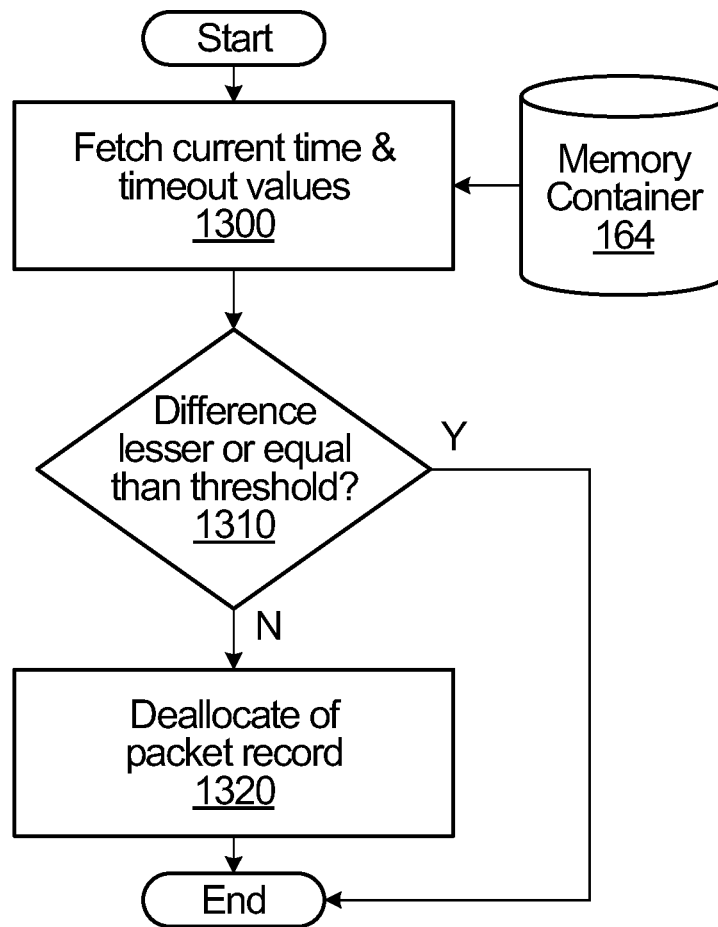 Start
Fetch current time &
timeout values
1300
Memory
Container
164
Difference
lesser or equal
than threshold?
1310
Y
N
Deallocate of
packet record
1320
End